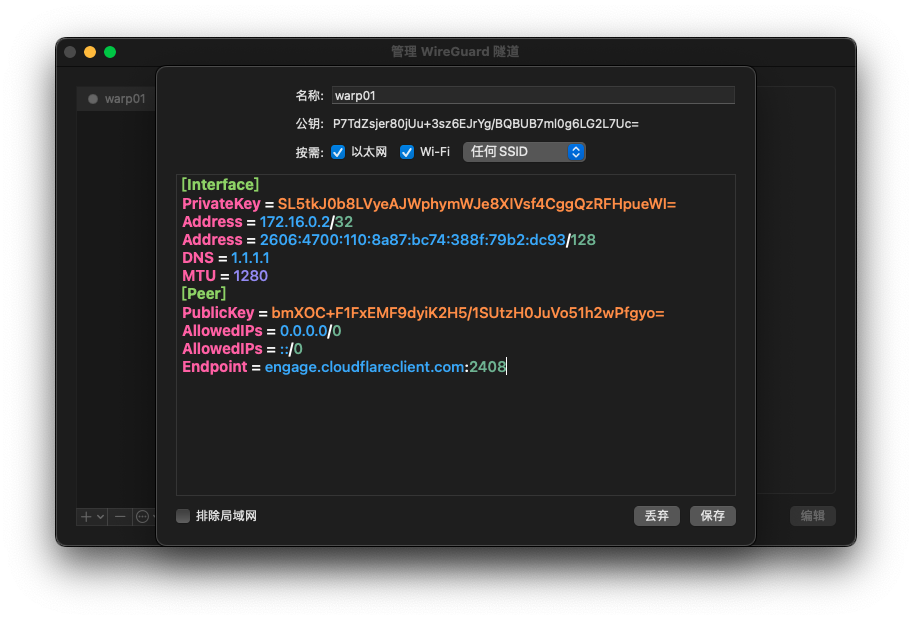 管理 WireGuard 隧道
warp01
名称: warp01
公钥: P7TdZsjer80jUu+3sz6EJrYg/BQBUB7ml0g6LG2L7Uc=
按需: 以太网 Wi-Fi 任何 SSID
[Interface]
PrivateKey = SL5tkJ0b8LVyeAJWphymWJe8XIVsf4CggQzRFHpueWI=
Address = 172.16.0.2/32
Address = 2606:4700:110:8a87:bc74:388f:79b2:dc93/128
DNS = 1.1.1.1
MTU = 1280
[Peer]
PublicKey = bmXOC+F1FxEMF9dyiK2H5/1SUtzH0JuVo51h2wPfgyo=
AllowedIPs = 0.0.0.0/0
AllowedIPs = ::/0
Endpoint = engage.cloudflareclient.com:2408
排除局域网
丢弃
保存
编辑